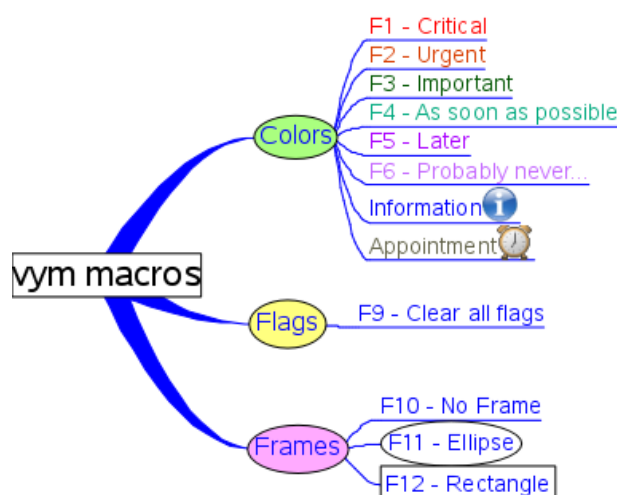 F1 - Critical
F2 - Urgent
F3 - Important
F4 - As soon as possible
Colors
F5 - Later
F6 - Probably never...
Information
Appointment
vym macros
Flags
F9 - Clear all flags
F10 - No Frame
Frames
F11 - Ellipse
F12 - Rectangle